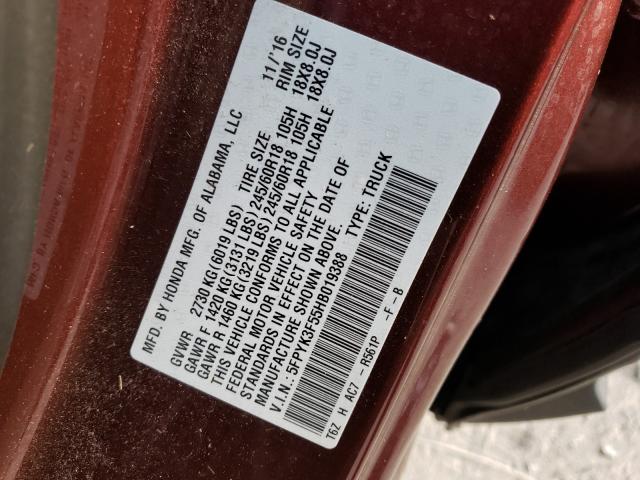 MFD. BY HONDA MFG. OF ALABAMA, LLC 11/'16
GVWR 2730 KG(6019 LBS) TIRE SIZE RIM SIZE
GAWR F 1420 KG(3131 LBS) 245/60R18 105H 18X8.0J
GAWR R 1460 KG(3219 LBS) 245/60R18 105H 18X8.0J
THIS VEHICLE CONFORMS TO ALL APPLICABLE
FEDERAL MOTOR VEHICLE SAFETY
STANDARDS IN EFFECT ON THE DATE OF
MANUFACTURE SHOWN ABOVE.
V.I.N.: 5FPYK3F55HB019388 TYPE: TRUCK
T6Z H AC7 - R561P -F - B